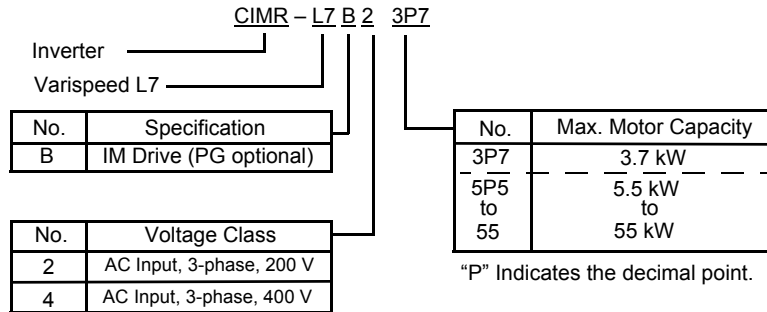 CIMR – L7 B 2 3P7
Inverter
Varispeed L7
No. Specification
B IM Drive (PG optional)
No. Voltage Class
2 AC Input, 3-phase, 200 V
4 AC Input, 3-phase, 400 V
No. Max. Motor Capacity
3P7 3.7 kW
5P5 5.5 kW
to to
55 55 kW
“P” Indicates the decimal point.